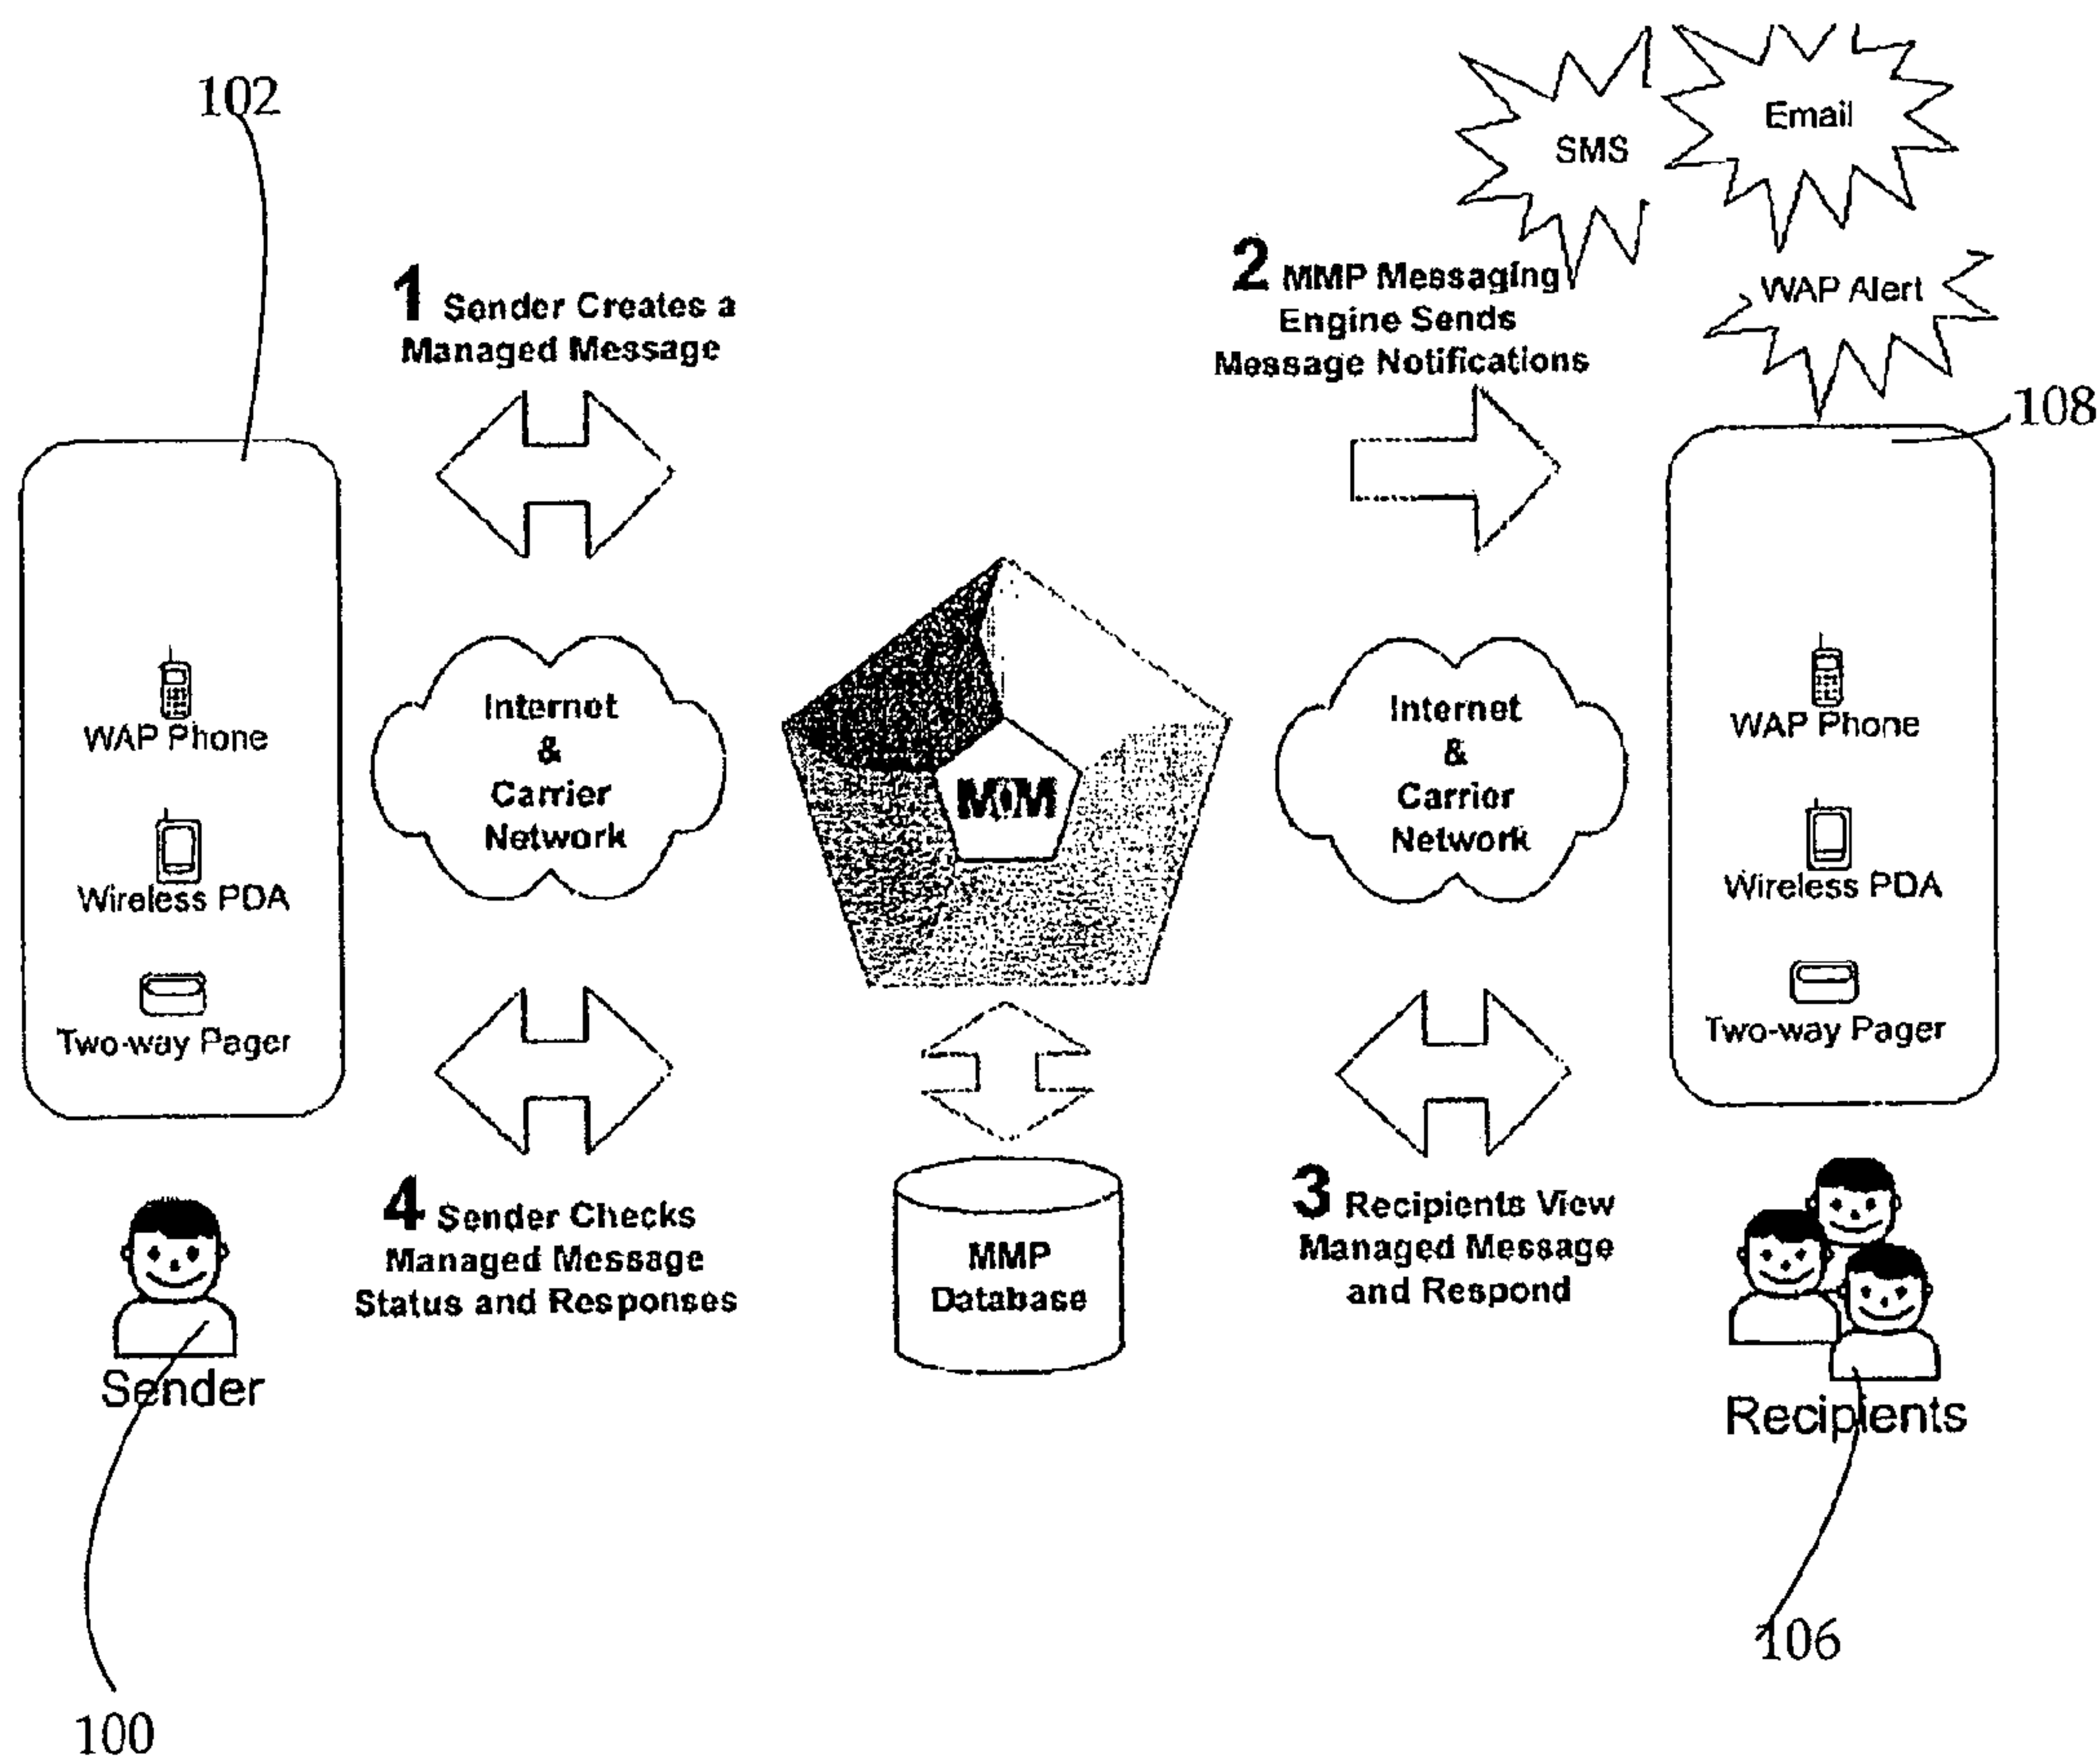 102
SMS
Email
WAP Alert
108
1 Sender Creates a
Managed Message
2 MMP Messaging
Engine Sends
Message Notifications
WAP Phone
Wireless PDA
Two-way Pager
Internet
&
Carrier
Network
Internet
&
Carrier
Network
WAP Phone
Wireless PDA
Two-way Pager
4 Sender Checks
Managed Message
Status and Responses
MMP
Database
3 Recipients View
Managed Message
and Respond
Sender
Recipients
100
106